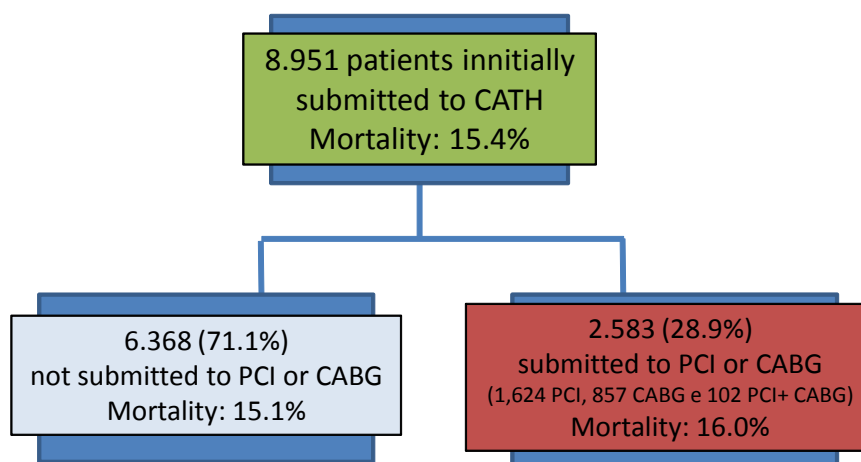 8.951 patients innitially
submitted to CATH
Mortality: 15.4%
6.368 (71.1%)
not submitted to PCI or CABG
Mortality: 15.1%
2.583 (28.9%)
submitted to PCI or CABG
(1,624 PCI, 857 CABG e 102 PCI+ CABG)
Mortality: 16.0%